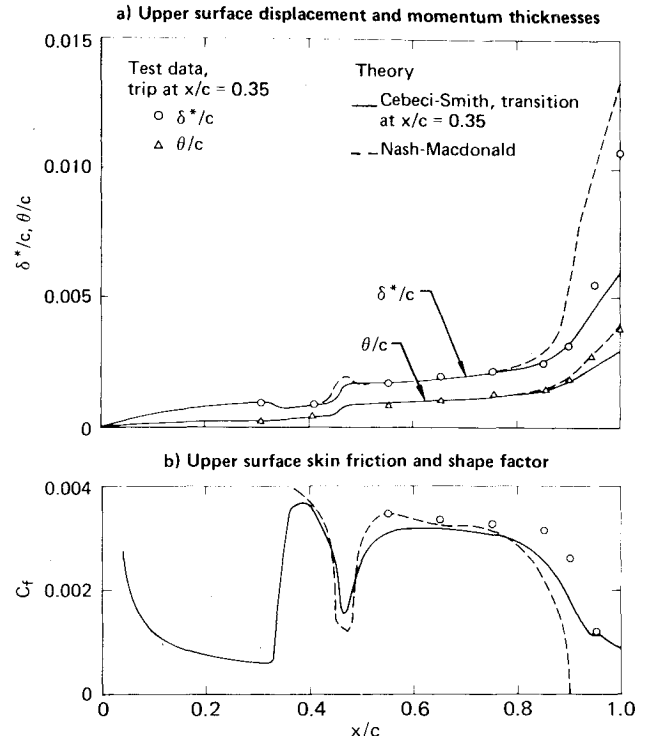 a) Upper surface displacement and momentum thicknesses
0.015
Test data,
trip at x/c = 0.35
δ*/c
θ/c
Theory
Cebeci-Smith, transition
at x/c = 0.35
Nash-Macdonald
0.010
δ*/c, θ/c
0.005
δ*/c
θ/c
0
b) Upper surface skin friction and shape factor
0.004
C_f
0.002
0
0 0.2 0.4 0.6 0.8 1.0
x/c